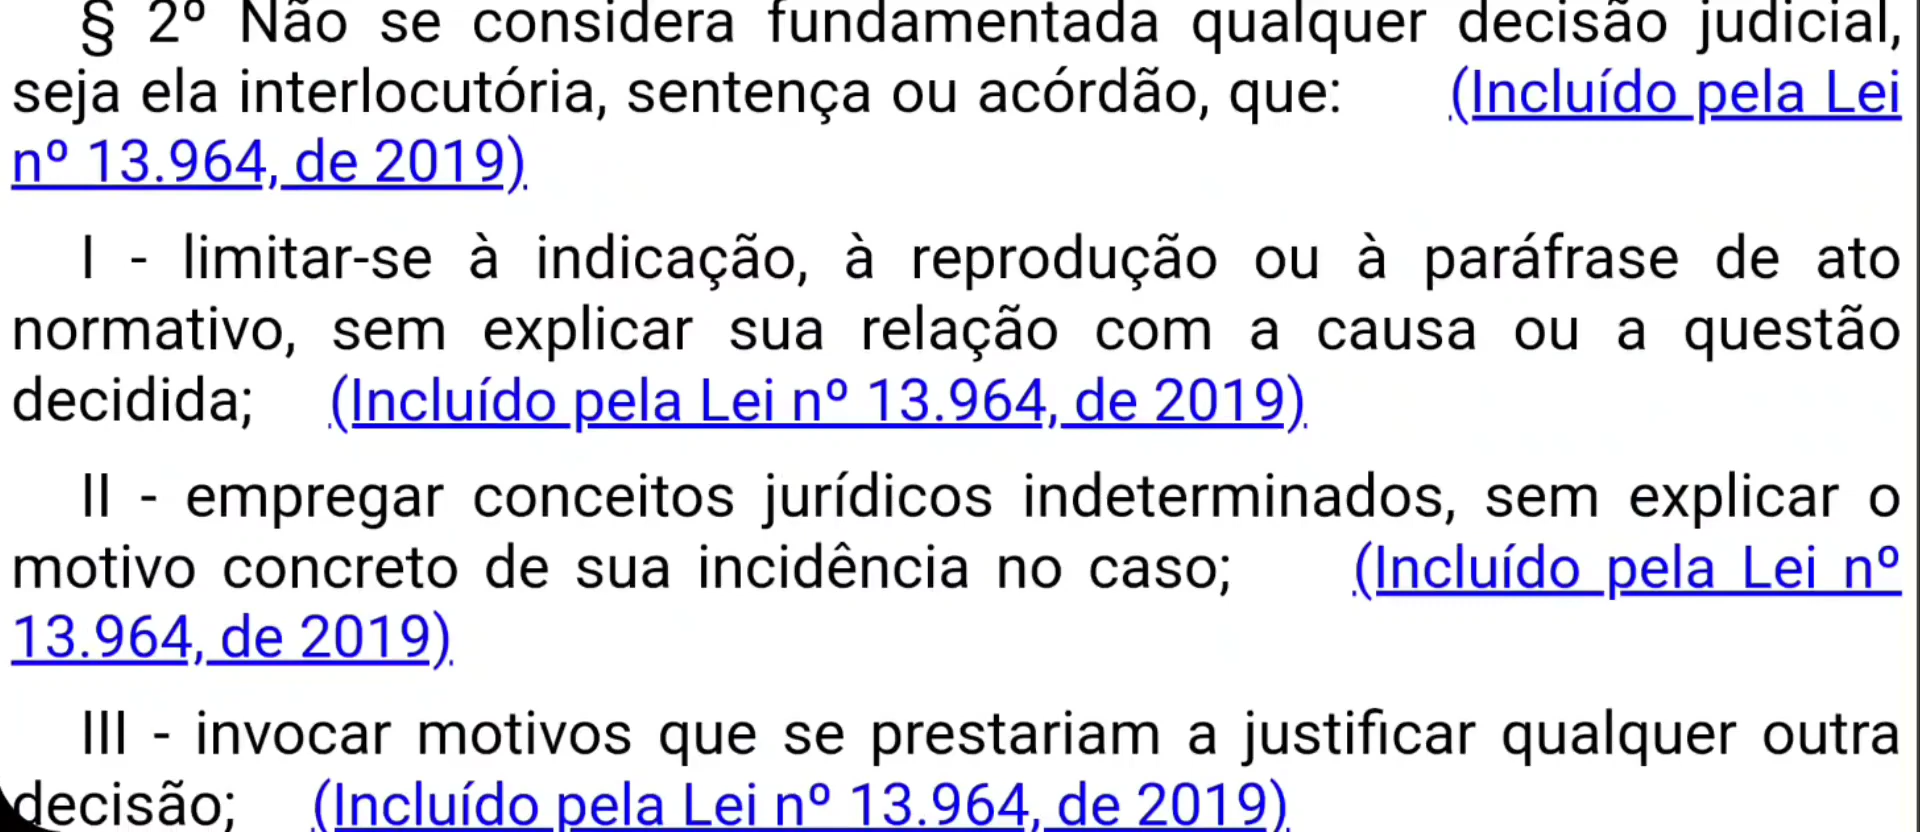 § 2º Não se considera fundamentada qualquer decisão judicial,
seja ela interlocutória, sentença ou acórdão, que: (Incluído pela Lei
nº 13.964, de 2019)
I - limitar-se à indicação, à reprodução ou à paráfrase de ato
normativo, sem explicar sua relação com a causa ou a questão
decidida; (Incluído pela Lei nº 13.964, de 2019)
II - empregar conceitos jurídicos indeterminados, sem explicar o
motivo concreto de sua incidência no caso; (Incluído pela Lei nº
13.964, de 2019)
III - invocar motivos que se prestariam a justificar qualquer outra
decisão; (Incluído pela Lei nº 13.964, de 2019)